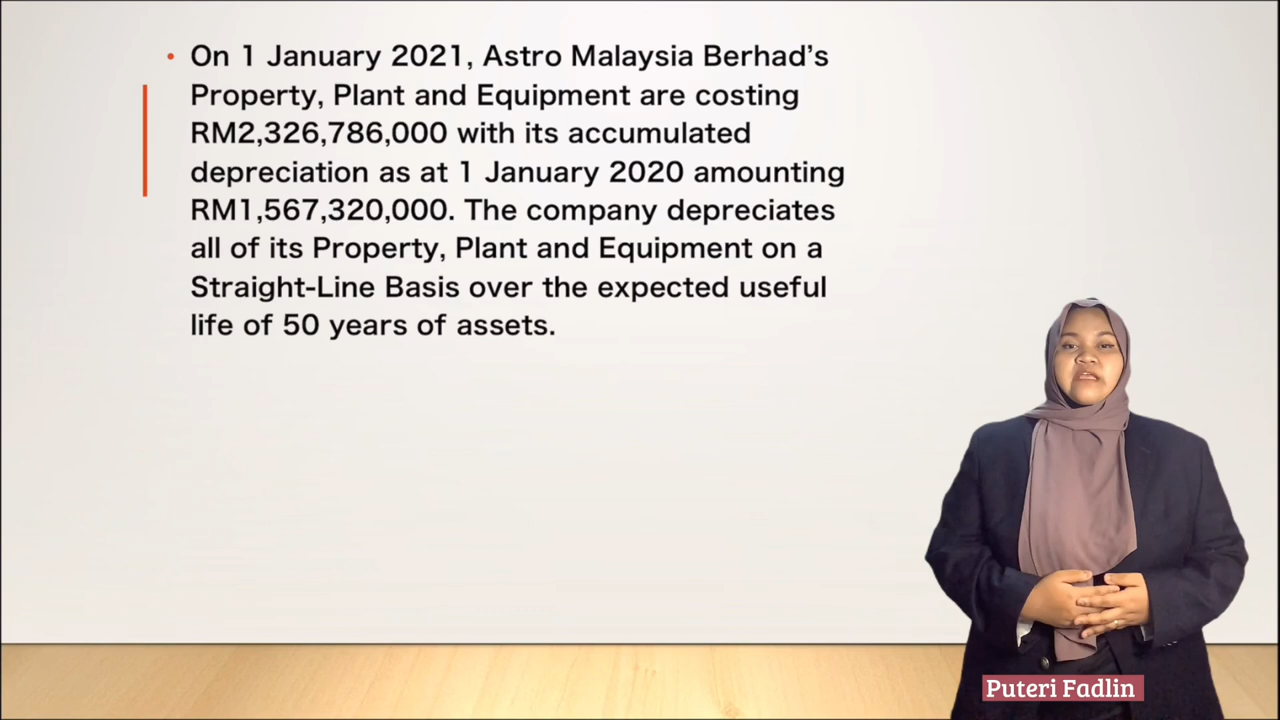 • On 1 January 2021, Astro Malaysia Berhad's
Property, Plant and Equipment are costing
RM2,326,786,000 with its accumulated
depreciation as at 1 January 2020 amounting
RM1,567,320,000. The company depreciates
all of its Property, Plant and Equipment on a
Straight-Line Basis over the expected useful
life of 50 years of assets.
Puteri Fadlin